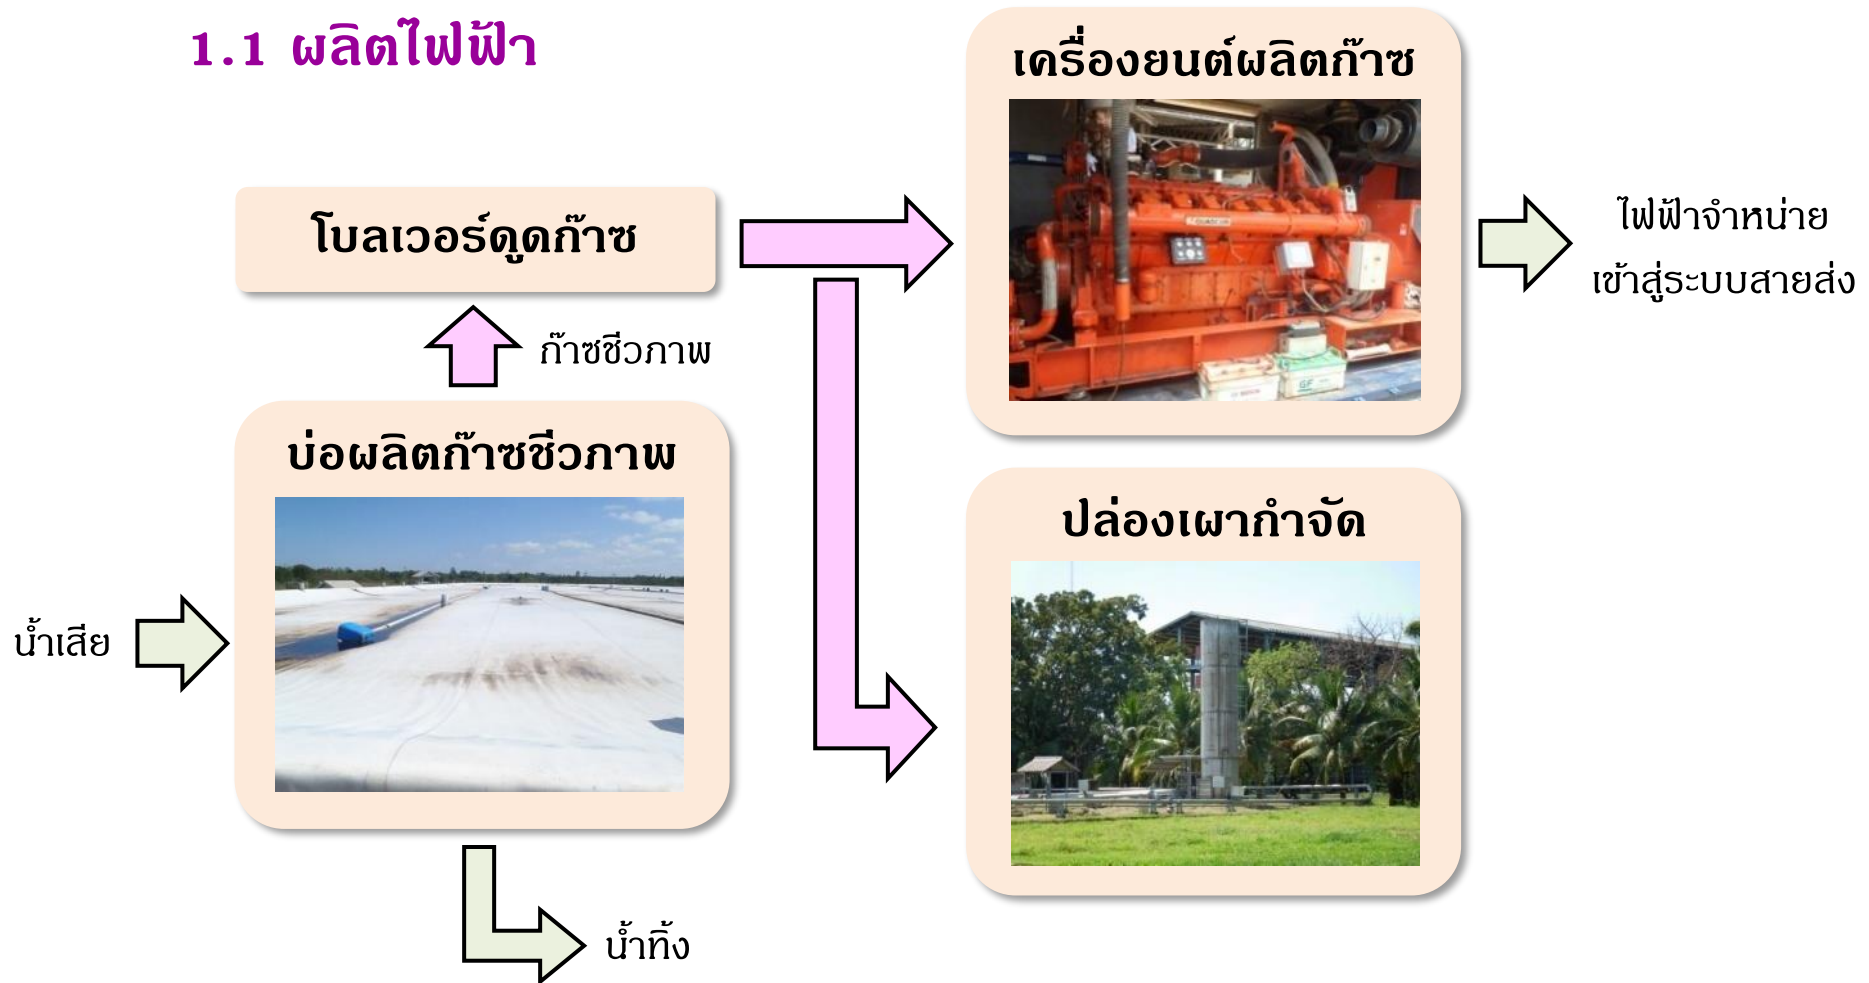 1.1 ผลิตไฟฟ้า
เครื่องยนต์ผลิตก๊าซ
โบลเวอร์ดูดก๊าซ
ไฟฟ้าจำหน่าย
เข้าสู่ระบบสายส่ง
ก๊าซชีวภาพ
บ่อผลิตก๊าซชีวภาพ
ปล่องเผากำจัด
น้ำเสีย
น้ำทิ้ง
GF